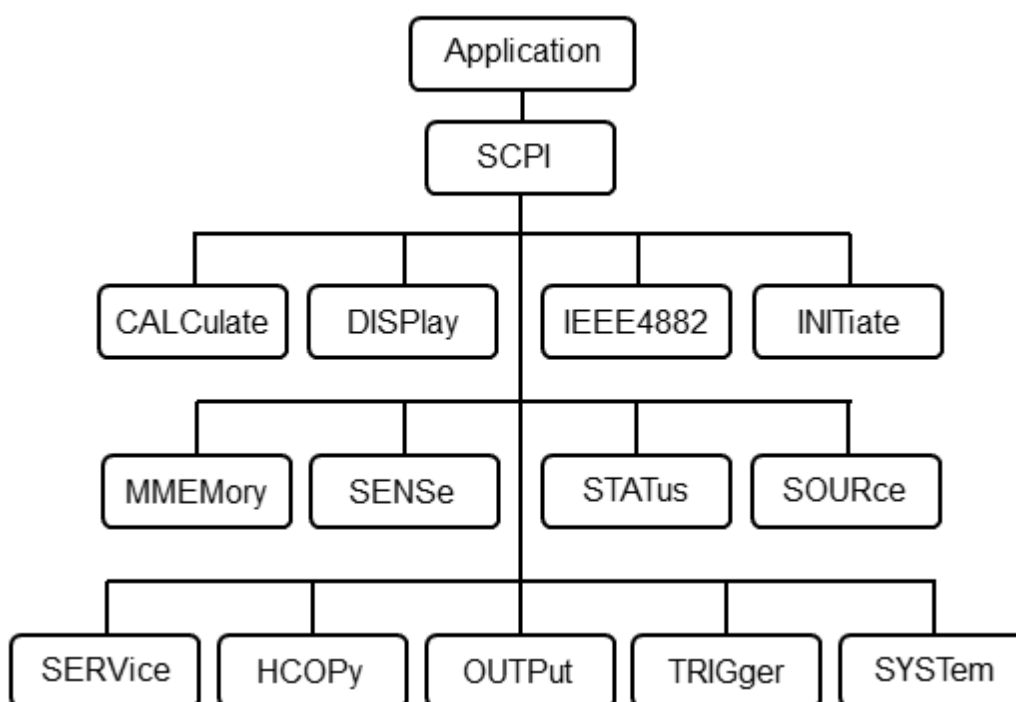 Application
SCPI
CALCulate
DISPlay
IEEE4882
INITiate
MMEMory
SENSe
STATus
SOURce
SERVice
HCOPy
OUTPut
TRIGger
SYSTem